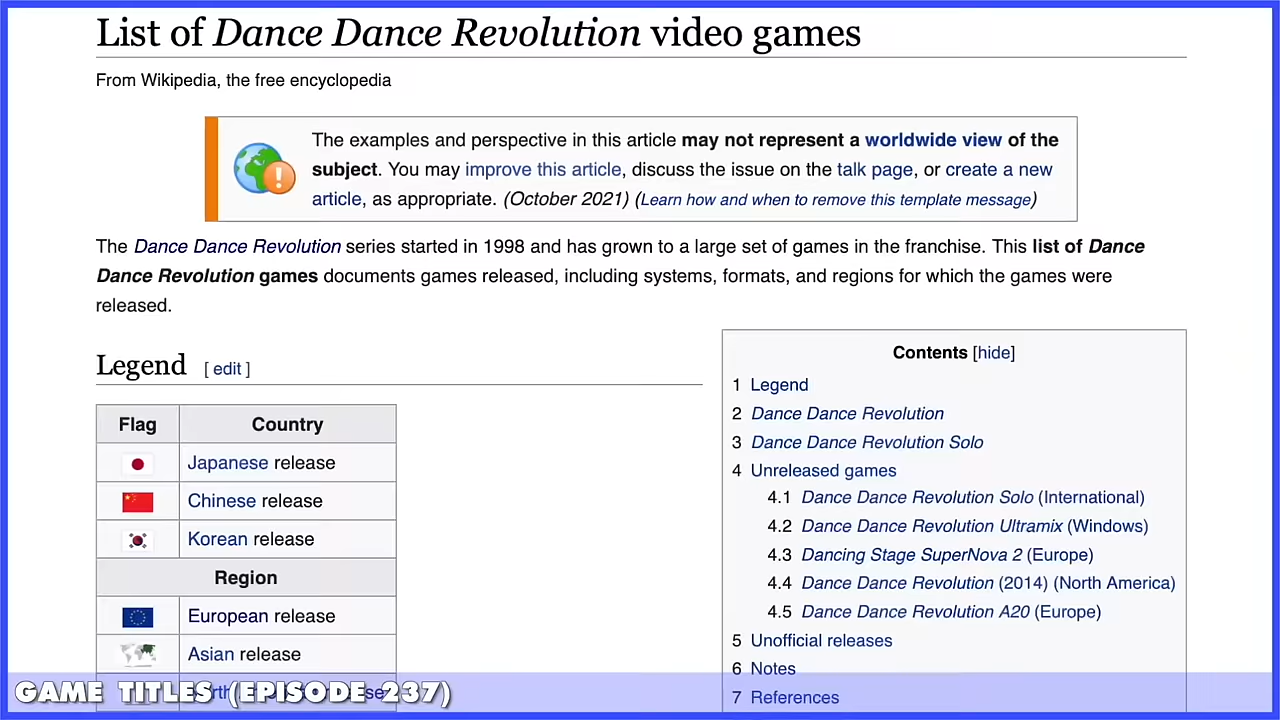 List of Dance Dance Revolution video games
From Wikipedia, the free encyclopedia
The examples and perspective in this article may not represent a worldwide view of the
subject. You may improve this article, discuss the issue on the talk page, or create a new
article, as appropriate. (October 2021) (Learn how and when to remove this template message)
The Dance Dance Revolution series started in 1998 and has grown to a large set of games in the franchise. This list of Dance
Dance Revolution games documents games released, including systems, formats, and regions for which the games were
released.
Legend [ edit ]
Flag Country
Japanese release
Chinese release
Korean release
Region
European release
Asian release
Contents [hide]
1 Legend
2 Dance Dance Revolution
3 Dance Dance Revolution Solo
4 Unreleased games
4.1 Dance Dance Revolution Solo (International)
4.2 Dance Dance Revolution Ultramix (Windows)
4.3 Dancing Stage SuperNova 2 (Europe)
4.4 Dance Dance Revolution (2014) (North America)
4.5 Dance Dance Revolution A20 (Europe)
5 Unofficial releases
6 Notes
7 References
GAME TITLES (EPISODE 237)